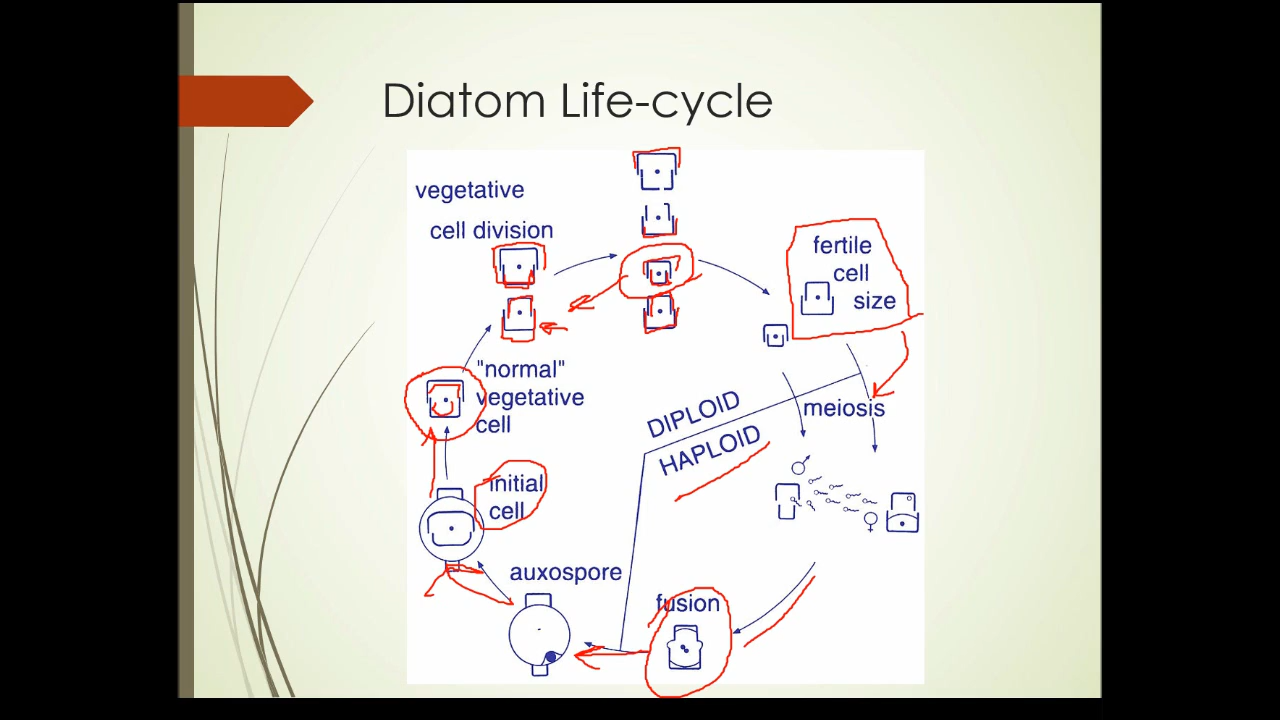 Diatom Life-cycle
vegetative
cell division
fertile
cell
size
"normal"
vegetative
cell
DIPLOID
HAPLOID
meiosis
♂
♀
initial
cell
auxospore
fusion